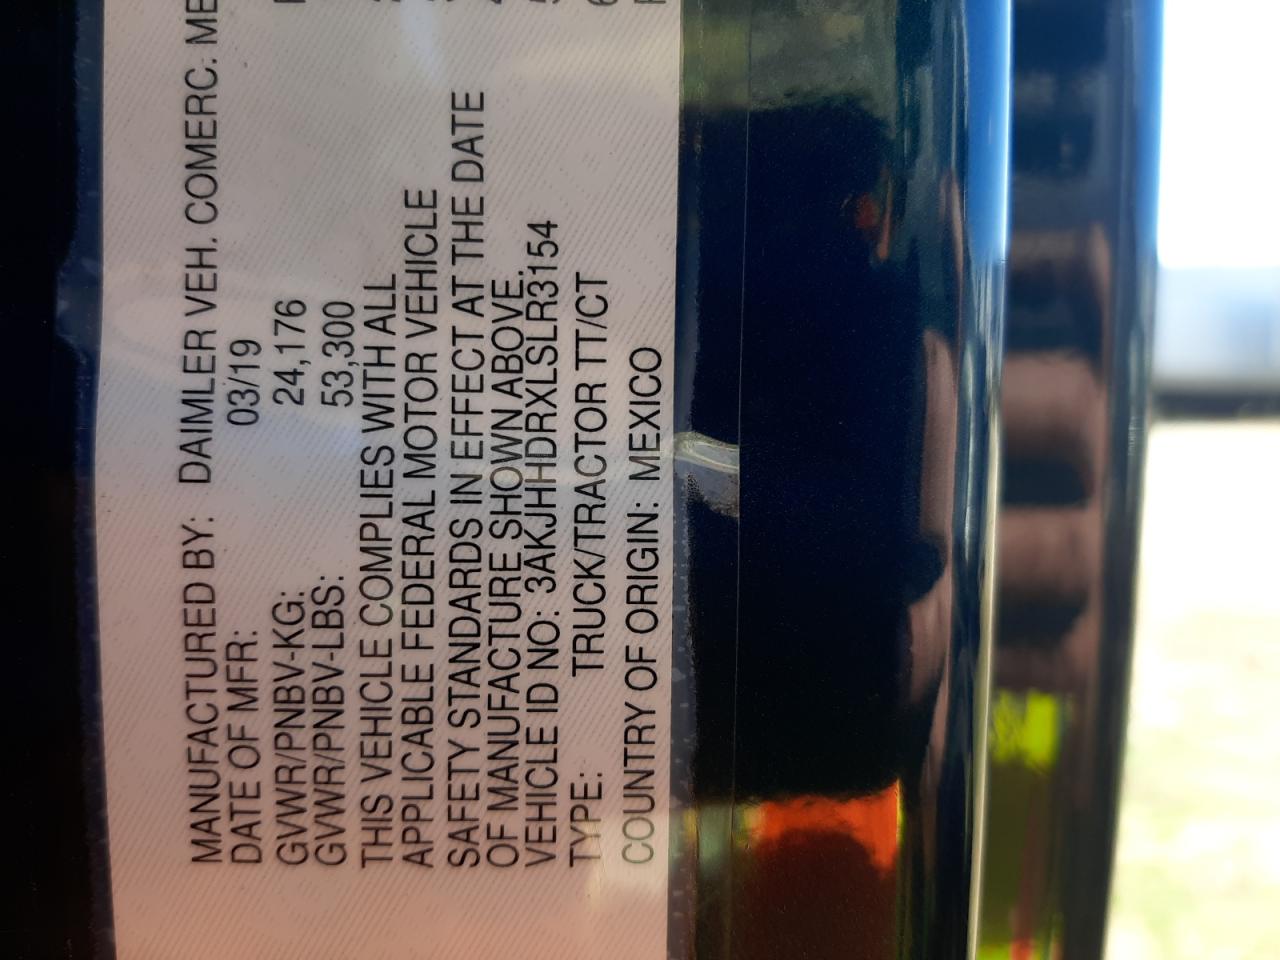 MANUFACTURED BY: DAIMLER VEH. COMERC. ME
DATE OF MFR: 03/19
GVWR/PNBV-KG: 24,176
GVWR/PNBV-LBS: 53,300
THIS VEHICLE COMPLIES WITH ALL
APPLICABLE FEDERAL MOTOR VEHICLE
SAFETY STANDARDS IN EFFECT AT THE DATE
OF MANUFACTURE SHOWN ABOVE.
VEHICLE ID NO: 3AKJHHDRXLSLR3154
TYPE: TRUCK/TRACTOR TT/CT
COUNTRY OF ORIGIN: MEXICO